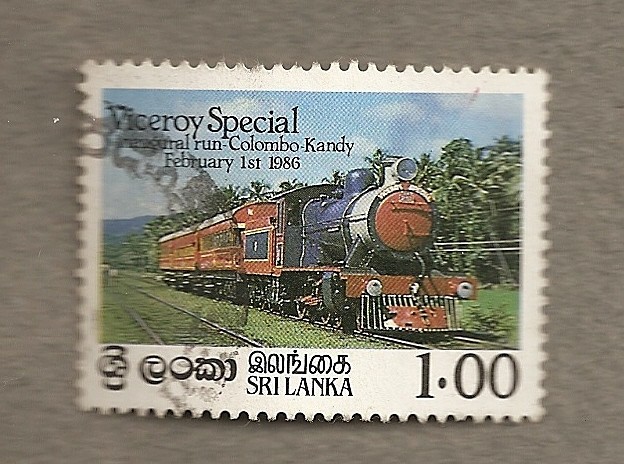 Viceroy Special
Inaugural run-Colombo-Kandy
February 1st 1986
ශ්‍රී ලංකා இலங்கை
SRI LANKA
1.00